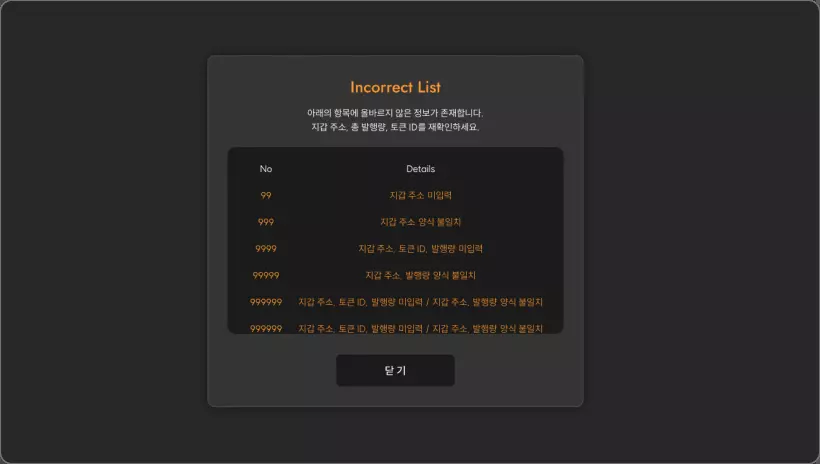 Incorrect List
아래의 항목에 올바르지 않은 정보가 존재합니다.
지갑 주소, 총 발행량, 토큰 ID를 재확인하세요.
No Details
99 지갑 주소 미입력
999 지갑 주소 양식 불일치
9999 지갑 주소, 토큰 ID, 발행량 미입력
99999 지갑 주소, 발행량 양식 불일치
999999 지갑 주소, 토큰 ID, 발행량 미입력 / 지갑 주소, 발행량 양식 불일치
999999 지갑 주소, 토큰 ID, 발행량 미입력 / 지갑 주소, 발행량 양식 불일치
닫 기